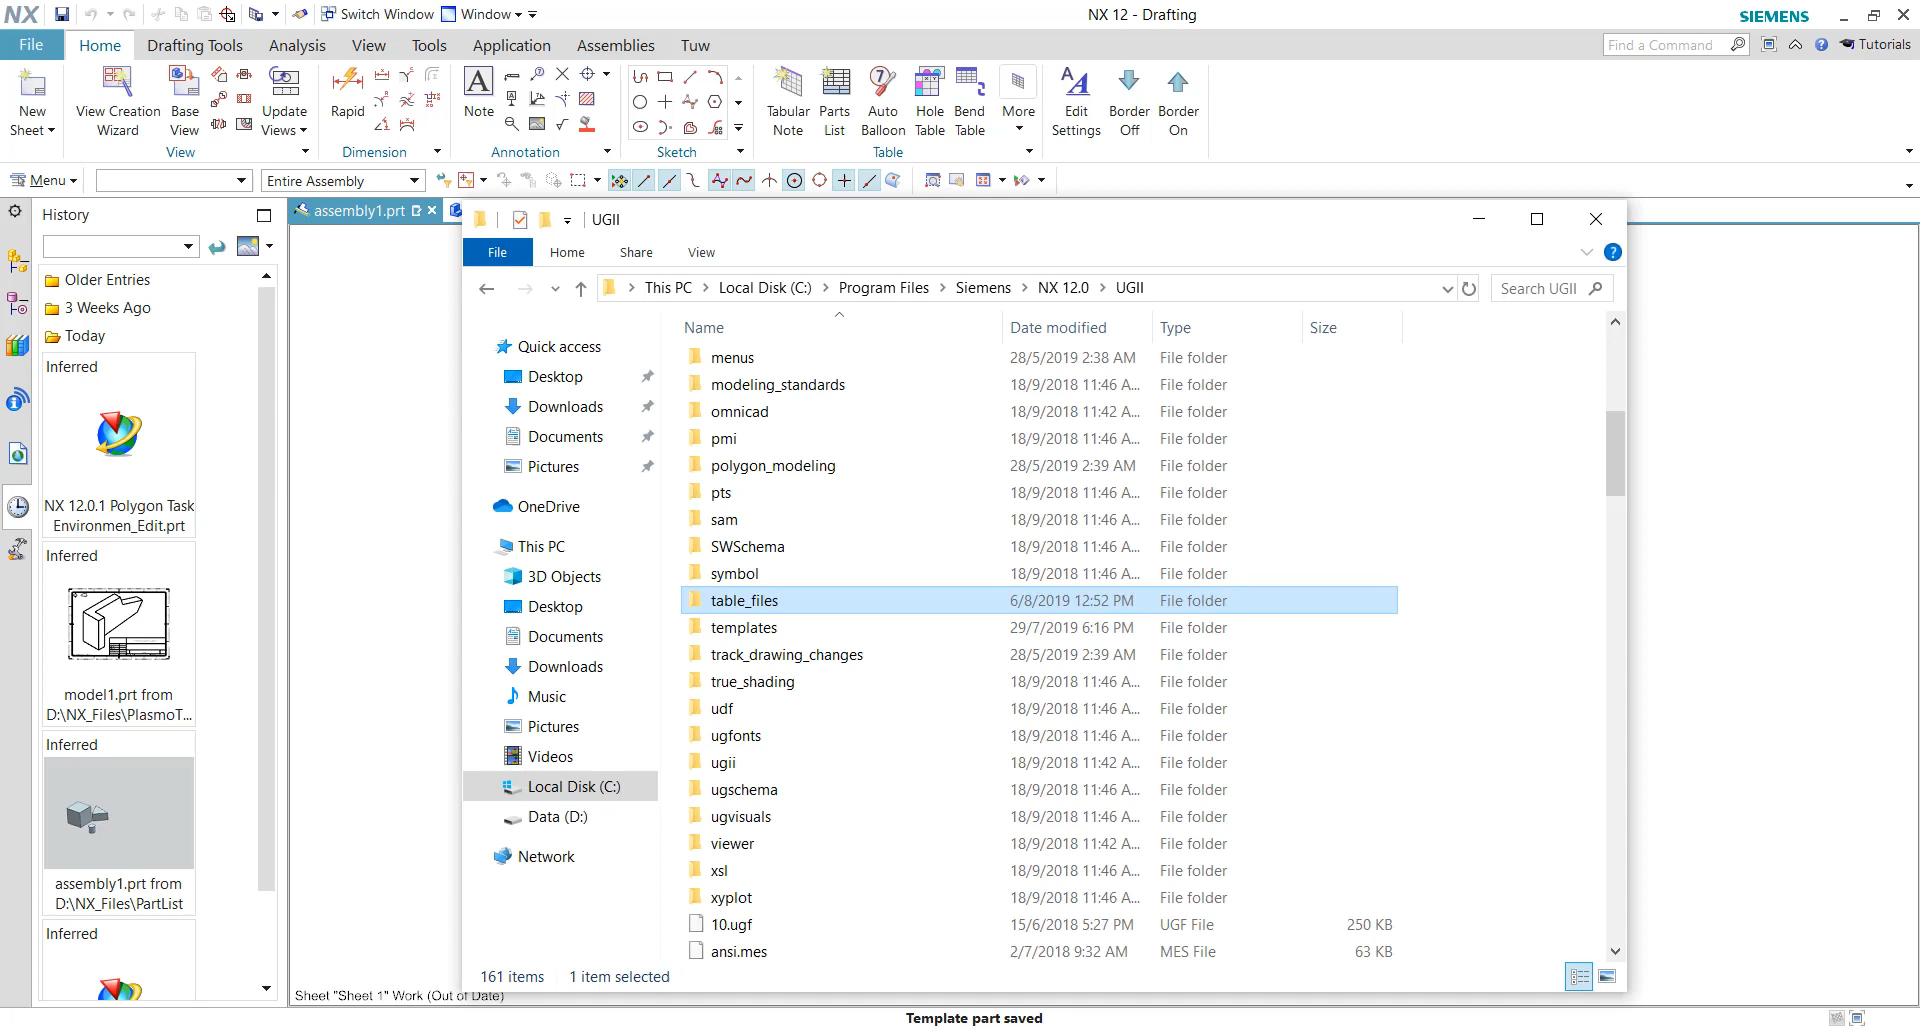 NX
Switch Window
Window
NX 12 - Drafting
SIEMENS
File
Home
Drafting Tools
Analysis
View
Tools
Application
Assemblies
Tuw
Find a Command
Tutorials
New
Sheet
View Creation
Wizard
Base
View
Update
Views
View
Rapid
Dimension
Note
Annotation
Sketch
Tabular
Note
Parts
List
Auto
Balloon
Hole
Table
Bend
Table
More
Table
Edit
Settings
Border
Off
Border
On
Menu
Entire Assembly
History
assembly1.prt
Older Entries
3 Weeks Ago
Today
Inferred
NX 12.0.1 Polygon Task
Environmen_Edit.prt
Inferred
model1.prt from
D:\NX_Files\PlasmoT...
Inferred
assembly1.prt from
D:\NX_Files\PartList
Inferred
UGII
File
Home
Share
View
This PC
Local Disk (C:)
Program Files
Siemens
NX 12.0
UGII
Search UGII
Quick access
Desktop
Downloads
Documents
Pictures
OneDrive
This PC
3D Objects
Desktop
Documents
Downloads
Music
Pictures
Videos
Local Disk (C:)
Data (D:)
Network
Name Date modified Type Size
menus 28/5/2019 2:38 AM File folder
modeling_standards 18/9/2018 11:46 A... File folder
omnicad 18/9/2018 11:42 A... File folder
pmi 18/9/2018 11:46 A... File folder
polygon_modeling 28/5/2019 2:39 AM File folder
pts 18/9/2018 11:46 A... File folder
sam 18/9/2018 11:46 A... File folder
SWSchema 18/9/2018 11:46 A... File folder
symbol 18/9/2018 11:46 A... File folder
table_files 6/8/2019 12:52 PM File folder
templates 29/7/2019 6:16 PM File folder
track_drawing_changes 28/5/2019 2:39 AM File folder
true_shading 18/9/2018 11:46 A... File folder
udf 18/9/2018 11:46 A... File folder
ugfonts 18/9/2018 11:46 A... File folder
ugii 18/9/2018 11:42 A... File folder
ugschema 18/9/2018 11:46 A... File folder
ugvisuals 18/9/2018 11:46 A... File folder
viewer 18/9/2018 11:42 A... File folder
xsl 18/9/2018 11:46 A... File folder
xyplot 18/9/2018 11:46 A... File folder
10.ugf 15/6/2018 5:27 PM UGF File 250 KB
ansi.mes 2/7/2018 9:32 AM MES File 63 KB
161 items 1 item selected
Sheet "Sheet 1" Work (Out of Date)
Template part saved